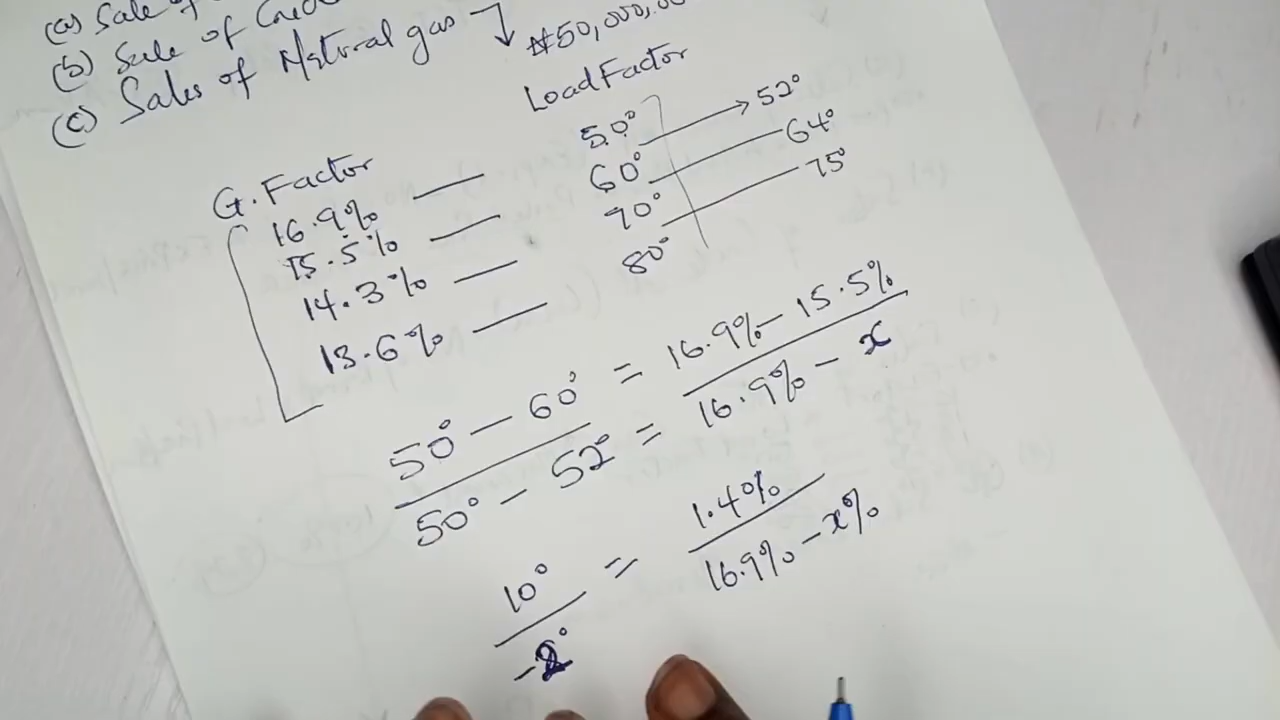 (a) Sale of
(b) Sale of
(c) Sales of Natural gas
₦50,000,00
Load Factor
50° → 52°
60° — 64°
70° — 75°
80°
G. Factor
16.9% —
15.5% —
14.3% —
13.6% —
50° - 60° / 50° - 52° = 16.9% - 15.5% / 16.9% - x
10° / -2° = 1.4% / 16.9% - x%